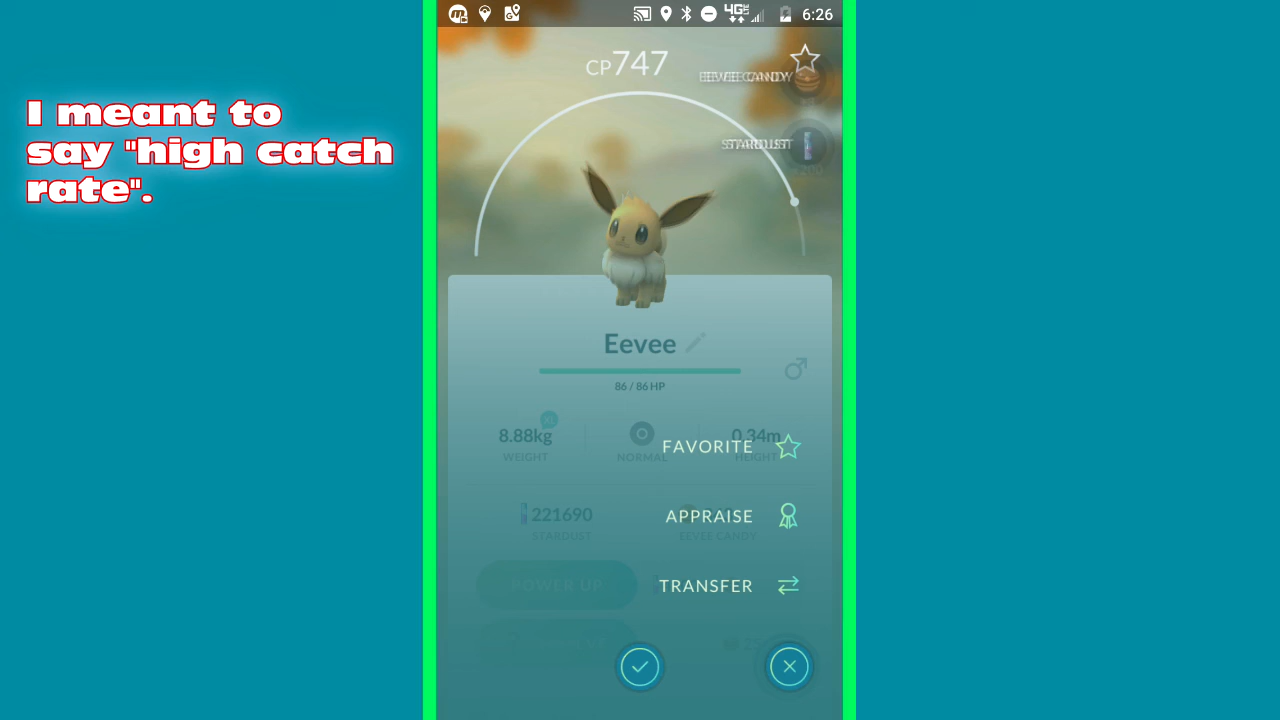 6:26
CP747
EEVEE CANDY
I meant to
say "high catch
rate".
STARDUST
Eevee
86 / 86 HP
XL
8.88kg
0.34m
WEIGHT
NORMAL
HEIGHT
FAVORITE
221690
APPRAISE
STARDUST
EEVEE CANDY
POWER UP
TRANSFER